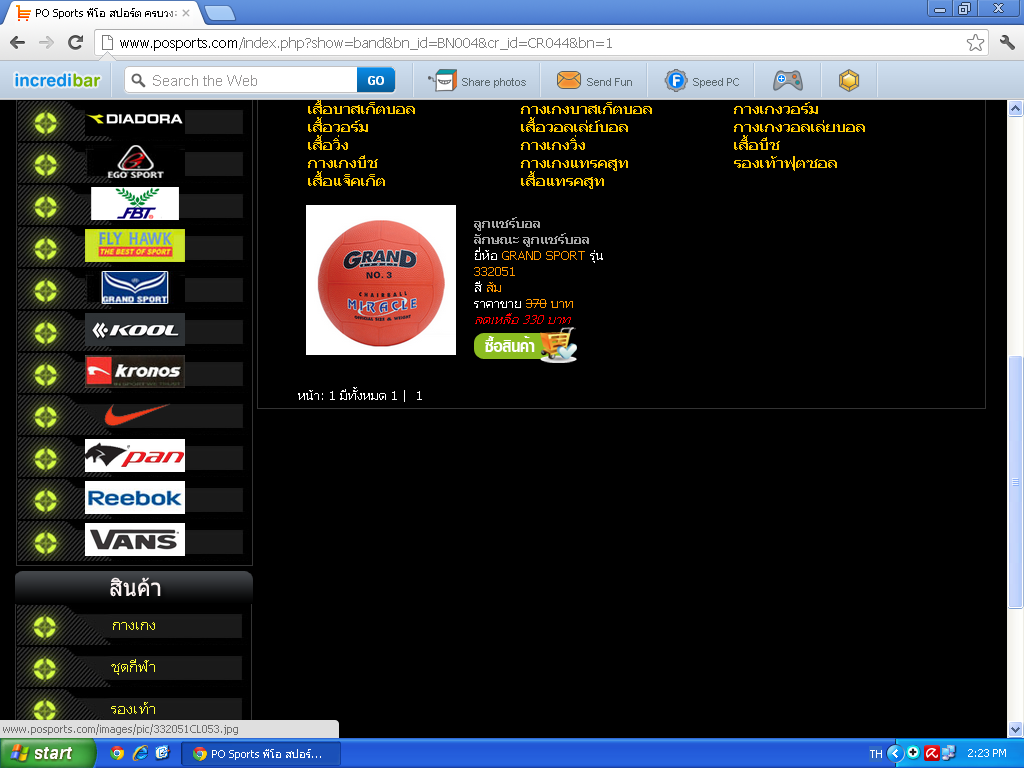 PO Sports พีโอ สปอร์ต ครบวง
www.posports.com/index.php?show=band&bn_id=BN004&cr_id=CR044&bn=1
incredibar
Search the Web
GO
Share photos
Send Fun
Speed PC
DIADORA
EGO SPORT
FBT
FLY HAWK
THE BEST OF SPORT
GRAND SPORT
KOOL
kronos
pan
Reebok
VANS
สินค้า
กางเกง
ชุดกีฬา
รองเท้า
เสื้อบาสเก็ตบอล กางเกงบาสเก็ตบอล กางเกงวอร์ม
เสื้อวอร์ม เสื้อวอลเล่ย์บอล กางเกงวอลเล่ยบอล
เสื้อวิ่ง กางเกงวิ่ง เสื้อบีช
กางเกงบีช กางเกงแทรคสูท รองเท้าฟุตซอล
เสื้อแจ็คเก็ต เสื้อแทรคสูท
GRAND
NO. 3
CHAIRBALL
MIRACLE
OFFICIAL SIZE & WEIGHT
ลูกแชร์บอล
ลักษณะ ลูกแชร์บอล
ยี่ห้อ GRAND SPORT รุ่น
332051
สี ส้ม
ราคาขาย 370 บาท
ลดเหลือ 330 บาท
ซื้อสินค้า
หน้า: 1 มีทั้งหมด 1 | 1
www.posports.com/images/pic/332051CL053.jpg
start
PO Sports พีโอ สปอร์...
TH
2:23 PM